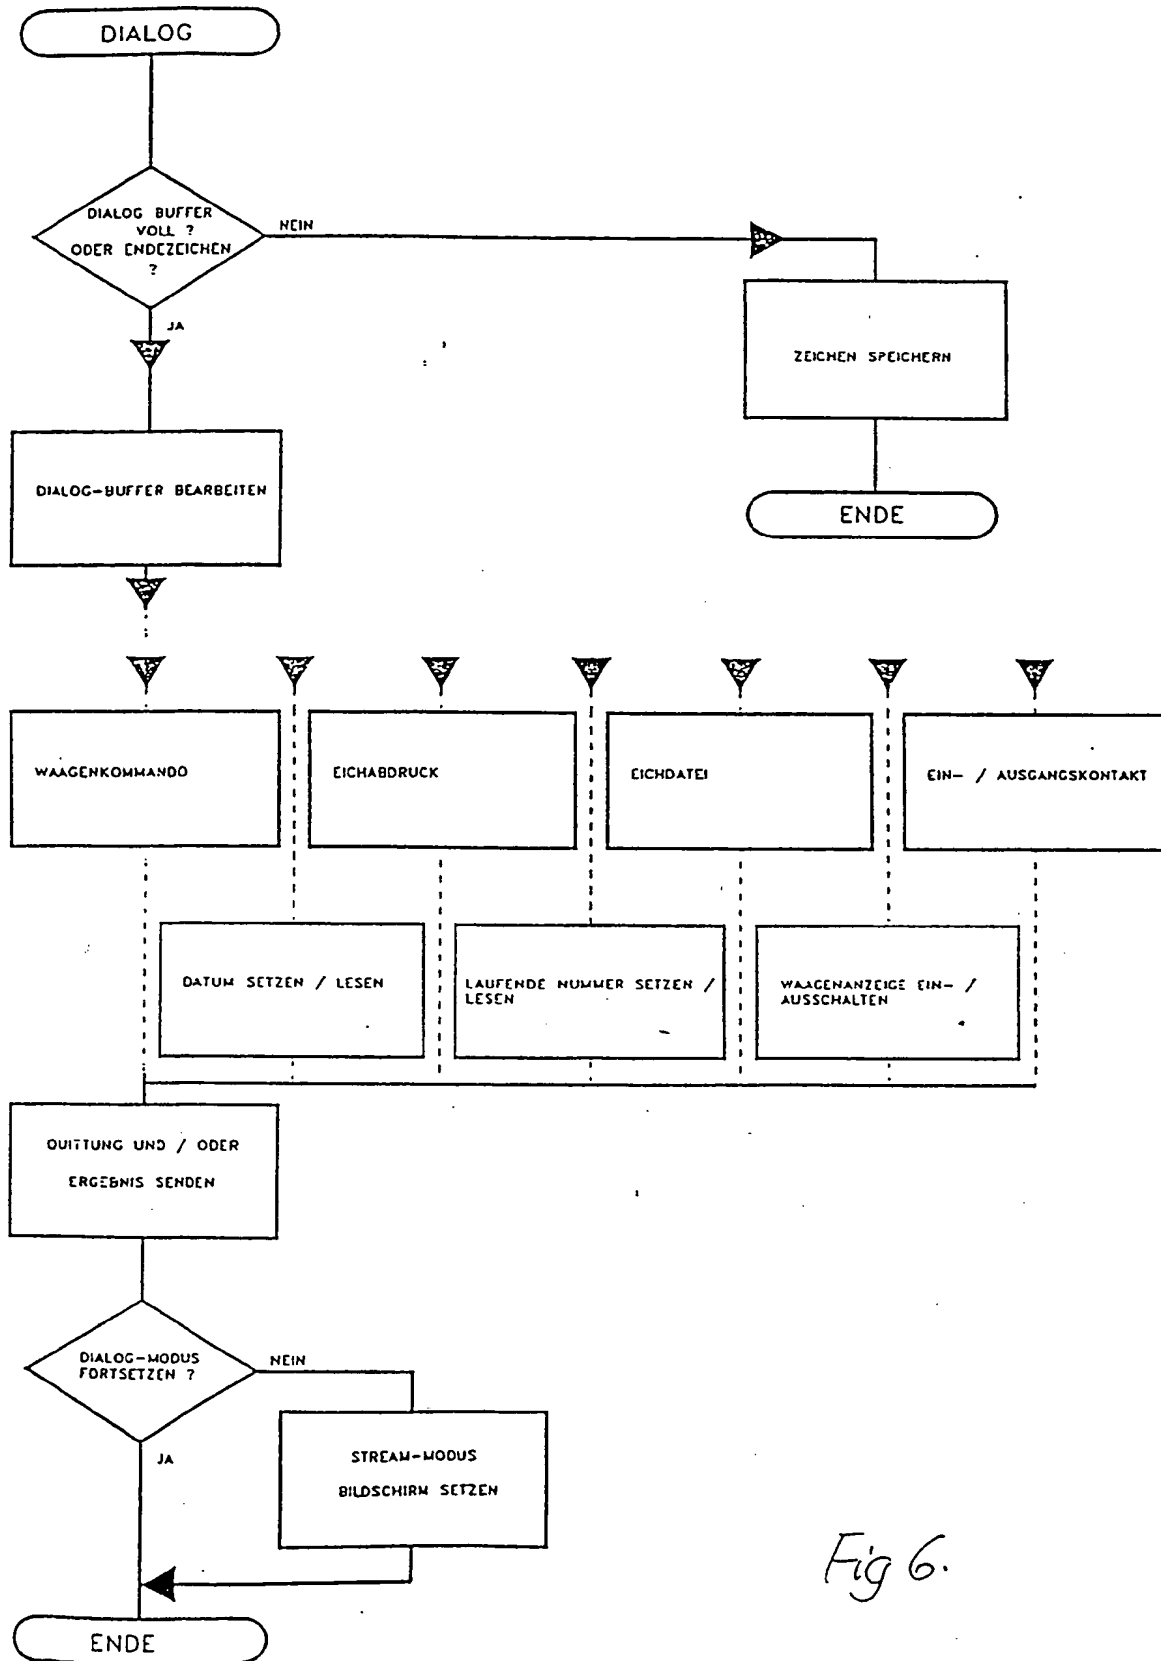 DIALOG
DIALOG BUFFER
VOLL ?
ODER ENDEZEICHEN
?
NEIN
JA
ZEICHEN SPEICHERN
ENDE
DIALOG-BUFFER BEARBEITEN
WAAGENKOMMANDO
EICHABDRUCK
EICHDATEI
EIN- / AUSGANGSKONTAKT
DATUM SETZEN / LESEN
LAUFENDE NUMMER SETZEN /
LESEN
WAAGENANZEIGE EIN- /
AUSSCHALTEN
QUITTUNG UND / ODER
ERGEBNIS SENDEN
DIALOG-MODUS
FORTSETZEN ?
NEIN
JA
STREAM-MODUS
BILDSCHIRM SETZEN
ENDE
Fig 6.